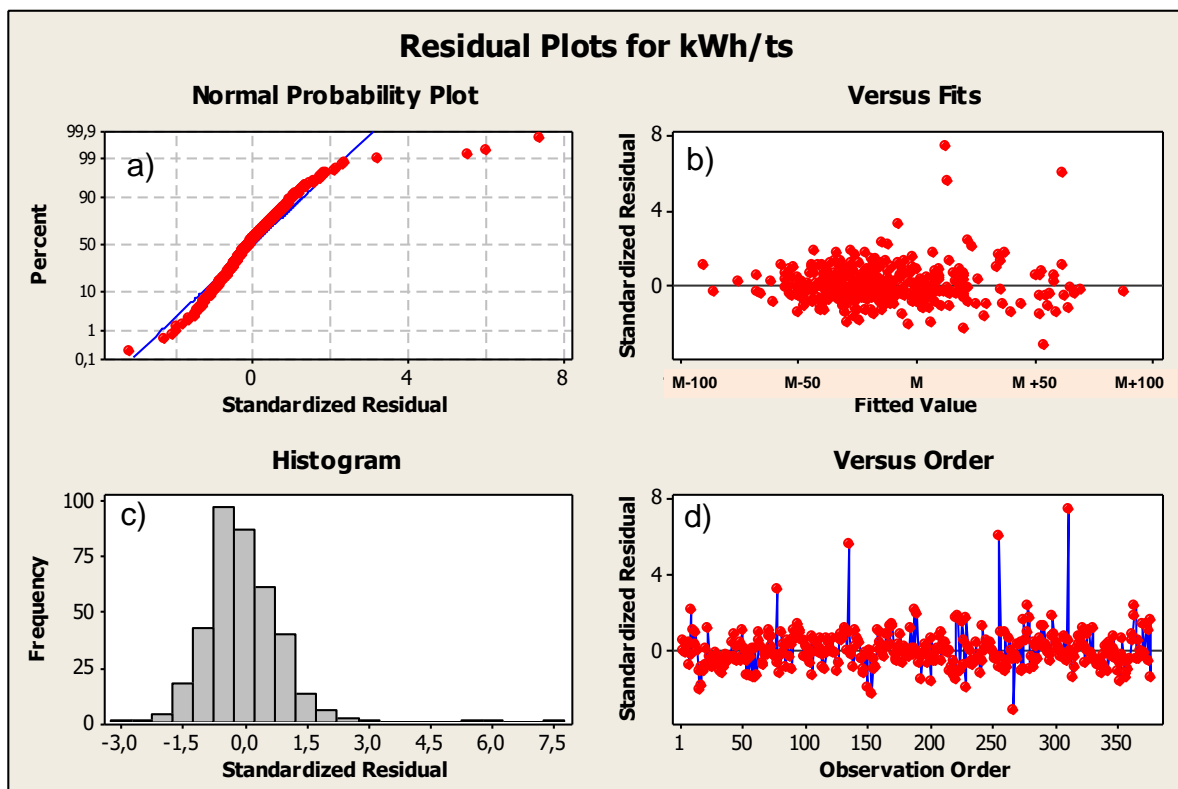 Residual Plots for kWh/ts
Normal Probability Plot
99,9
99
90
50
10
1
0,1
Percent
a)
0 4 8
Standardized Residual
Versus Fits
8
4
0
Standardized Residual
b)
M-100 M-50 M M +50 M+100
Fitted Value
Histogram
100
75
50
25
0
Frequency
c)
-3,0 -1,5 0,0 1,5 3,0 4,5 6,0 7,5
Standardized Residual
Versus Order
8
4
0
Standardized Residual
d)
1 50 100 150 200 250 300 350
Observation Order